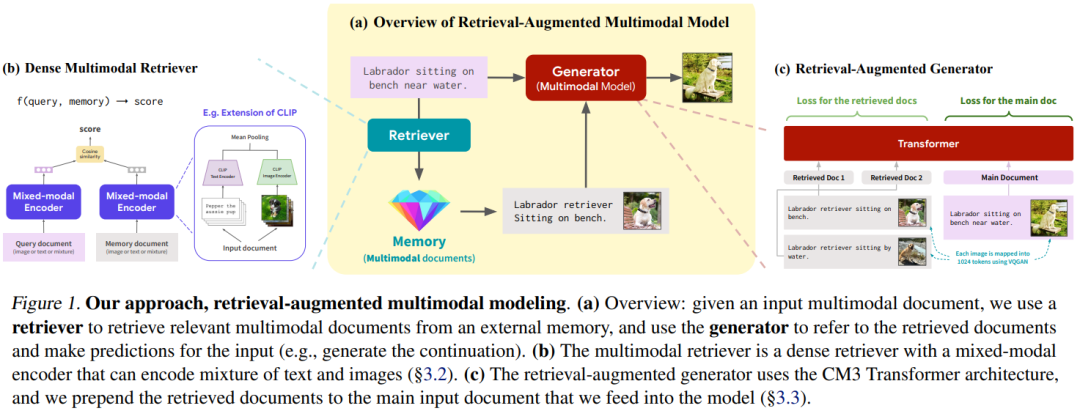 (a) Overview of Retrieval-Augmented Multimodal Model
Labrador sitting on
bench near water.
Generator
(Multimodal Model)
Retriever
Labrador retriever
Sitting on bench.
Memory
(Multimodal documents)
(b) Dense Multimodal Retriever
f(query, memory) → score
score
Cosine
similarity
Mixed-modal
Encoder
Mixed-modal
Encoder
Query document
(image or text or mixture)
Memory document
(image or text or mixture)
E.g. Extension of CLIP
Mean Pooling
CLIP
Text Encoder
CLIP
Image Encoder
Pepper the
aussie pup
Input document
(c) Retrieval-Augmented Generator
Loss for the retrieved docs
Loss for the main doc
Transformer
Retrieved Doc 1
Retrieved Doc 2
Main Document
Labrador retriever sitting on
bench.
Labrador sitting on
bench near water.
Labrador retriever sitting by
water.
Each image is mapped into
1024 tokens using VQGAN
Figure 1. Our approach, retrieval-augmented multimodal modeling. (a) Overview: given an input multimodal document, we use a
retriever to retrieve relevant multimodal documents from an external memory, and use the generator to refer to the retrieved documents
and make predictions for the input (e.g., generate the continuation). (b) The multimodal retriever is a dense retriever with a mixed-modal
encoder that can encode mixture of text and images (§3.2). (c) The retrieval-augmented generator uses the CM3 Transformer architecture,
and we prepend the retrieved documents to the main input document that we feed into the model (§3.3).